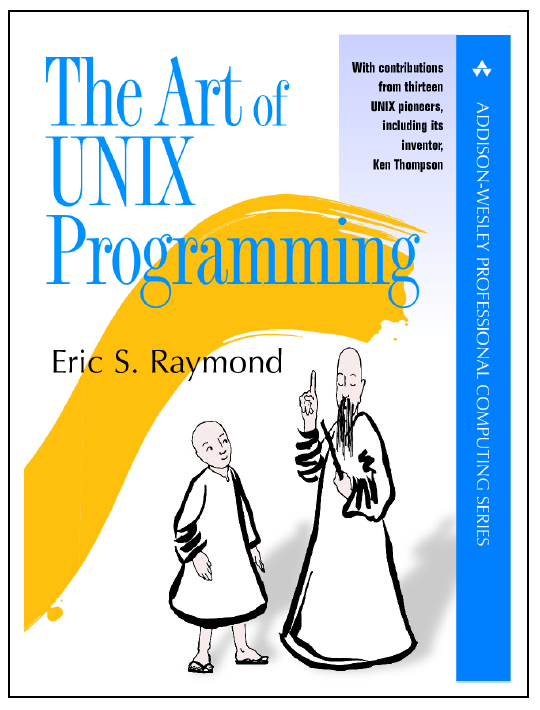 The Art of
UNIX
Programming
With contributions
from thirteen
UNIX pioneers,
including its
inventor,
Ken Thompson
Eric S. Raymond
ADDISON-WESLEY PROFESSIONAL COMPUTING SERIES